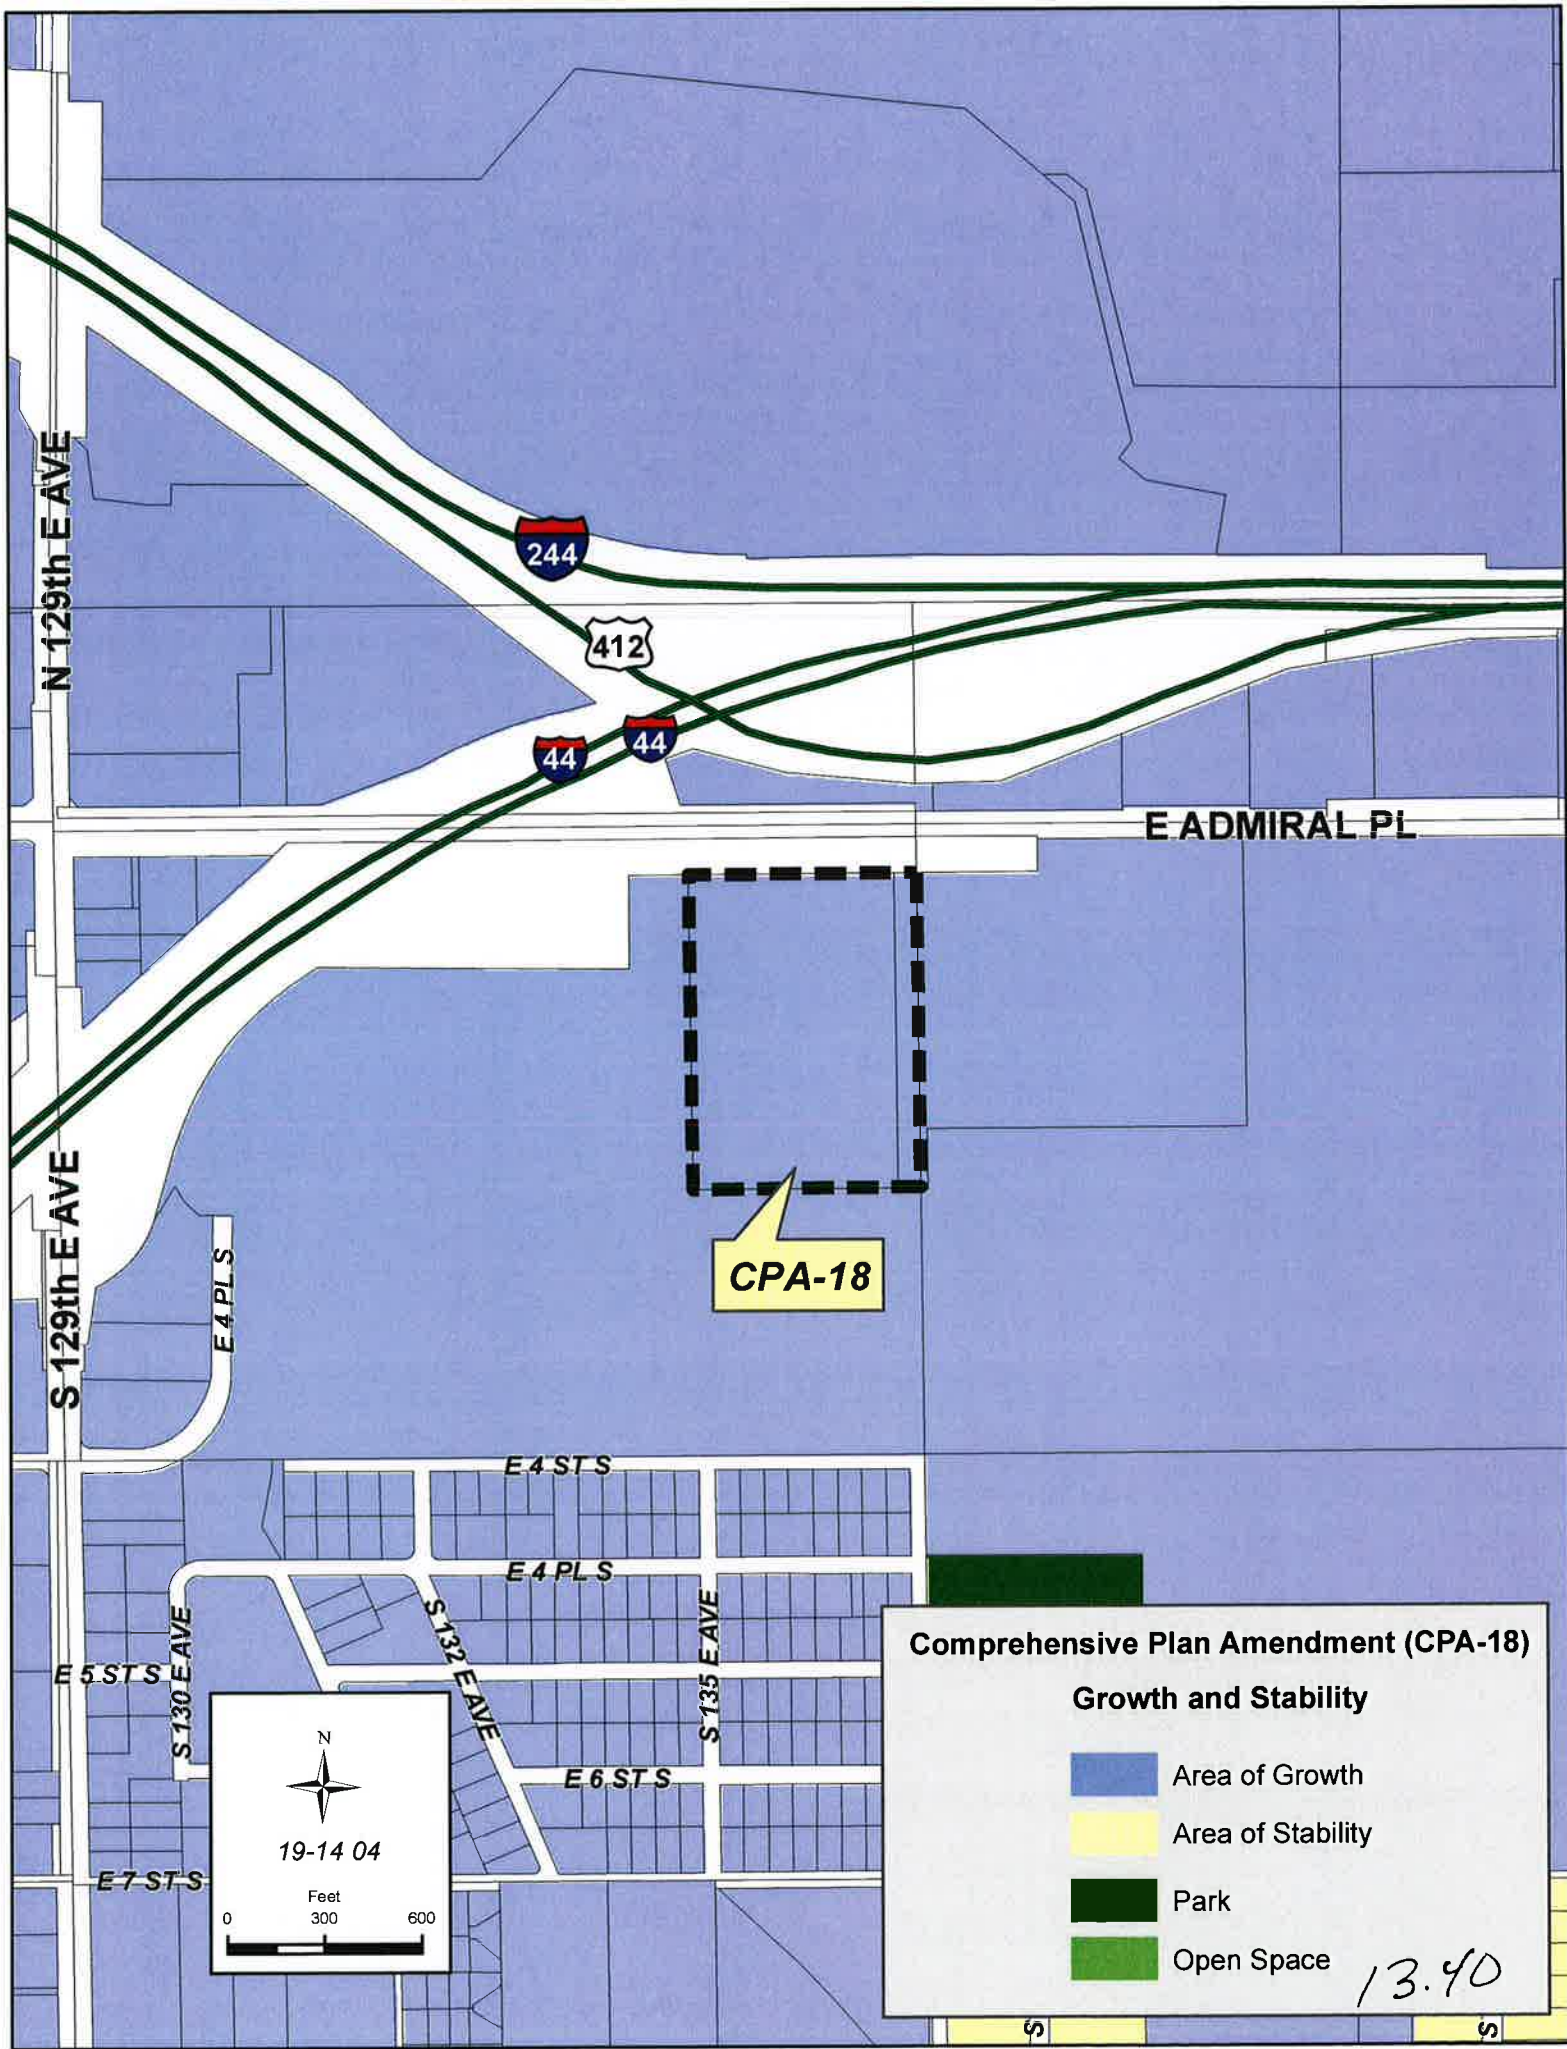 244
412
N 129th E AVE
44
44
E ADMIRAL PL
CPA-18
S 129th E AVE
E 4 PL S
E 4 ST S
E 4 PL S
S 132 E AVE
S 135 E AVE
S 130 E AVE
E 5 ST S
E 6 ST S
E 7 ST S
N
19-14 04
Feet
0 300 600
Comprehensive Plan Amendment (CPA-18)
Growth and Stability
Area of Growth
Area of Stability
Park
Open Space
13.40
S
S